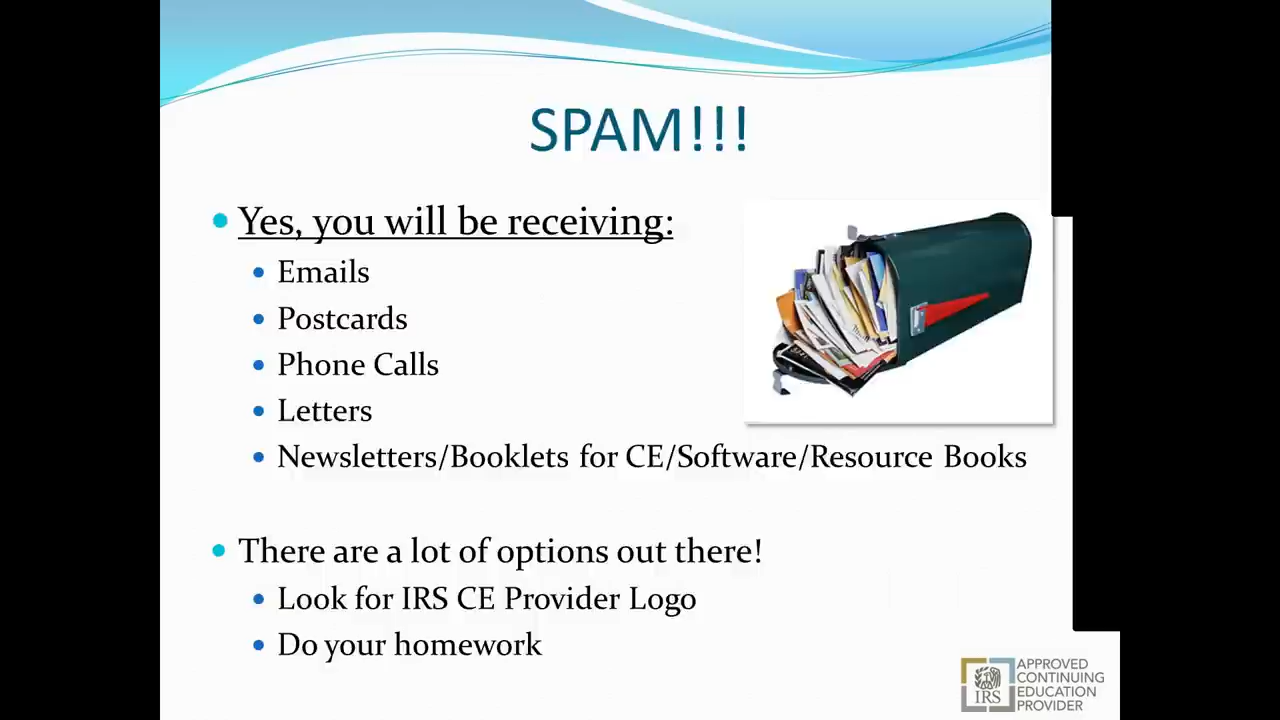 SPAM!!!
Yes, you will be receiving:
Emails
Postcards
Phone Calls
Letters
Newsletters/Booklets for CE/Software/Resource Books
There are a lot of options out there!
Look for IRS CE Provider Logo
Do your homework
IRS
APPROVED
CONTINUING
EDUCATION
PROVIDER